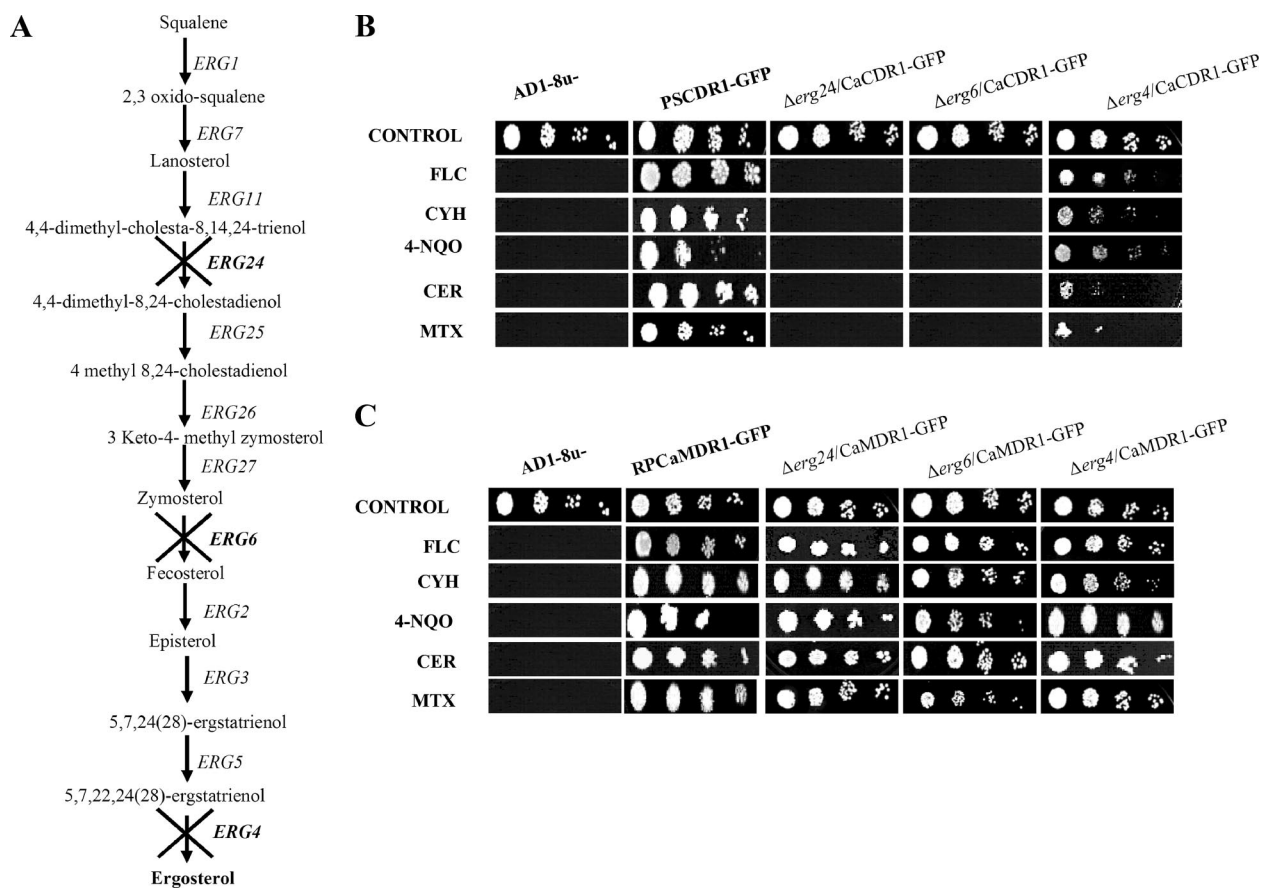 A
Squalene
ERG1
2,3 oxido-squalene
ERG7
Lanosterol
ERG11
4,4-dimethyl-cholesta-8,14,24-trienol
ERG24
4,4-dimethyl-8,24-cholestadienol
ERG25
4 methyl 8,24-cholestadienol
ERG26
3 Keto-4- methyl zymosterol
ERG27
Zymosterol
ERG6
Fecosterol
ERG2
Episterol
ERG3
5,7,24(28)-ergstatrienol
ERG5
5,7,22,24(28)-ergstatrienol
ERG4
Ergosterol
B
AD1-8u-
PSCDR1-GFP
Δerg24/CaCDR1-GFP
Δerg6/CaCDR1-GFP
Δerg4/CaCDR1-GFP
CONTROL
FLC
CYH
4-NQO
CER
MTX
C
AD1-8u-
RPCaMDR1-GFP
Δerg24/CaMDR1-GFP
Δerg6/CaMDR1-GFP
Δerg4/CaMDR1-GFP
CONTROL
FLC
CYH
4-NQO
CER
MTX